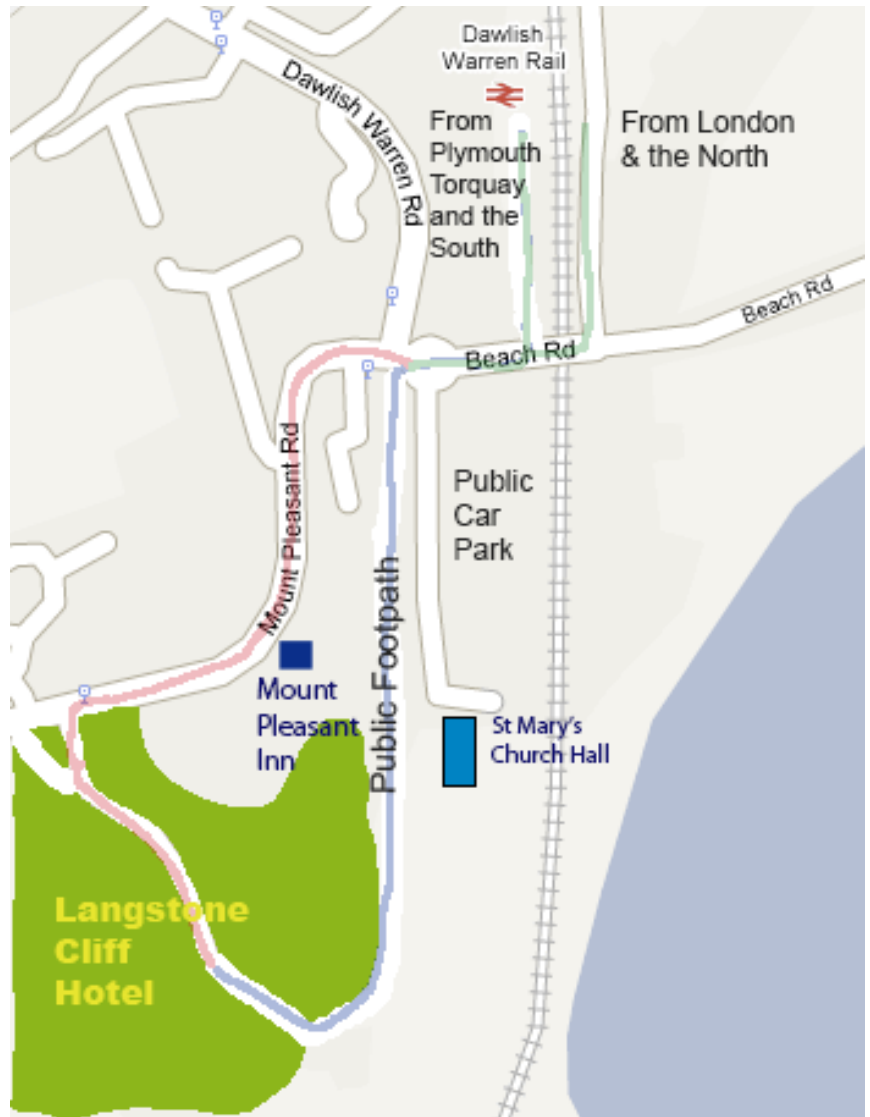 Dawlish
Warren Rail
Dawlish Warren Rd
From
Plymouth
Torquay
and the
South
From London
& the North
Beach Rd
Beach Rd
Mount Pleasant Rd
Public
Car
Park
Public Footpath
Mount
Pleasant
Inn
St Mary's
Church Hall
Langstone
Cliff
Hotel